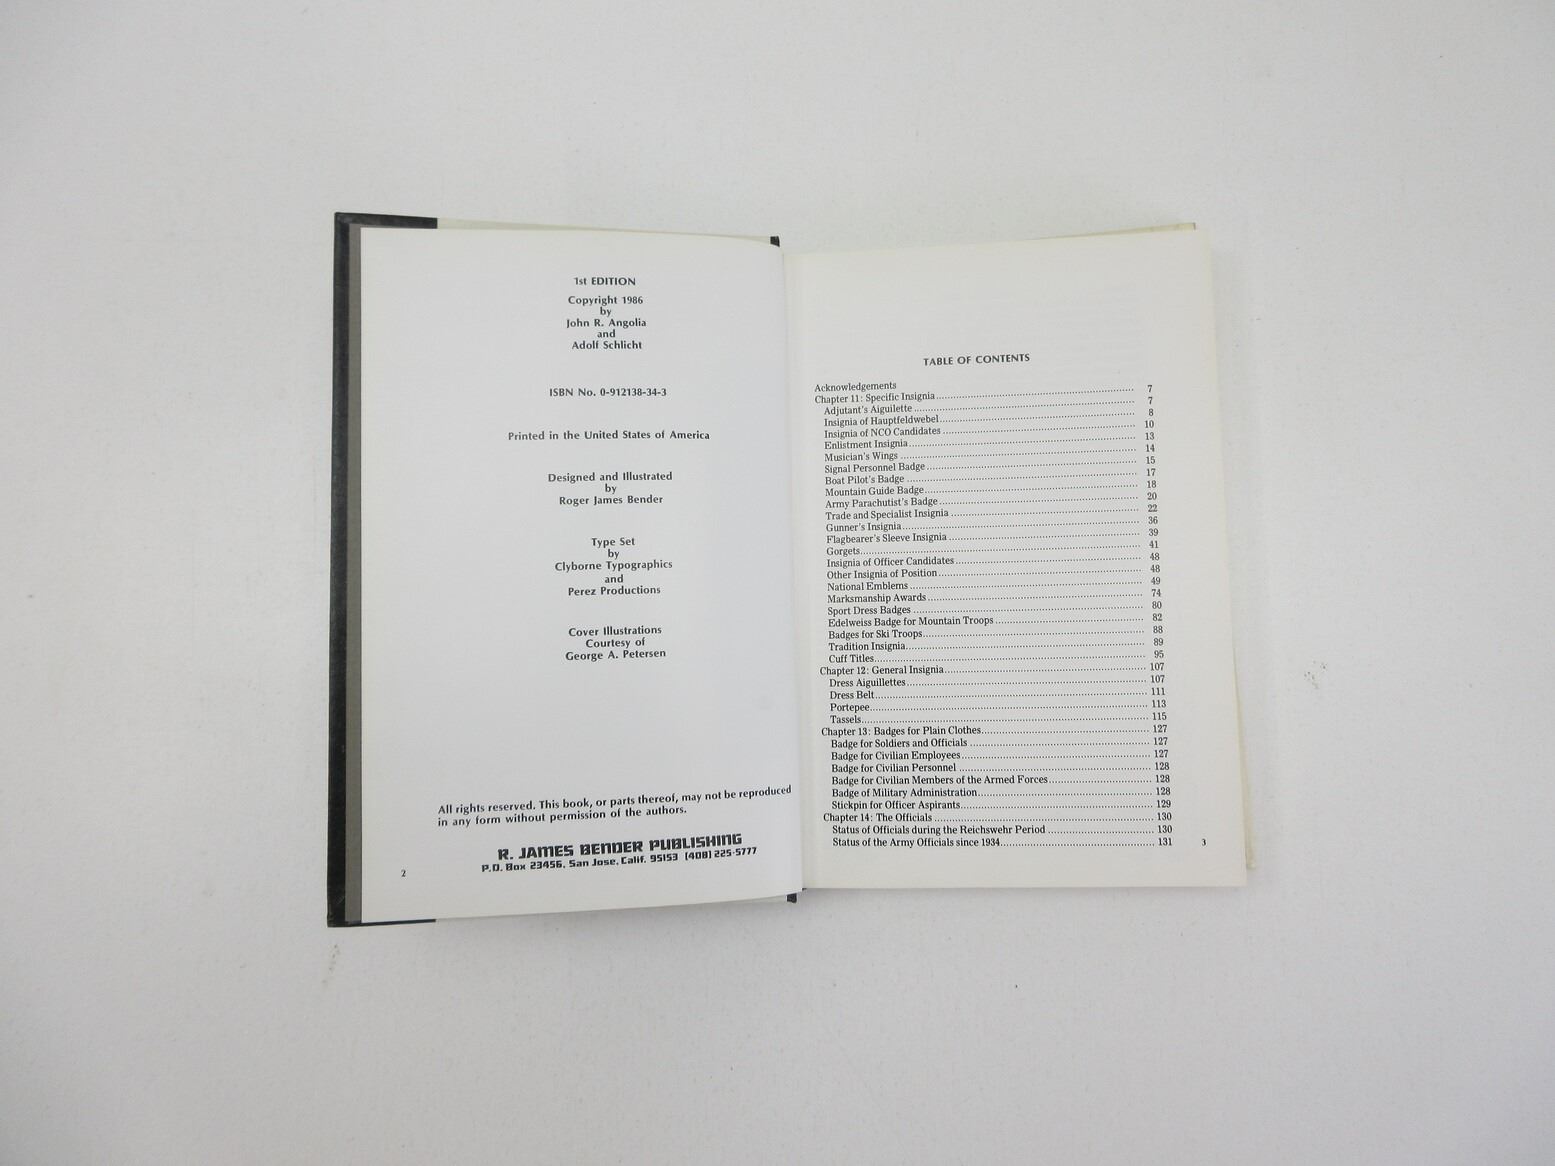 1st EDITION
Copyright 1986
by
John R. Angolia
and
Adolf Schlicht
ISBN No. 0-912138-34-3
Printed in the United States of America
Designed and Illustrated
by
Roger James Bender
Type Set
by
Clyborne Typographics
and
Perez Productions
Cover Illustrations
Courtesy of
George A. Petersen
All rights reserved. This book, or parts thereof, may not be reproduced
in any form without permission of the authors.
R. JAMES BENDER PUBLISHING
P.O. Box 23456, San Jose, Calif. 95153 (408) 225-5777
2
TABLE OF CONTENTS
Acknowledgements
Chapter 11: Specific Insignia 7
Adjutant's Aiguilette 7
Insignia of Hauptfeldwebel 8
Insignia of NCO Candidates 10
Enlistment Insignia 13
Musician's Wings 14
Signal Personnel Badge 15
Boat Pilot's Badge 17
Mountain Guide Badge 18
Army Parachutist's Badge 20
Trade and Specialist Insignia 22
Gunner's Insignia 36
Flagbearer's Sleeve Insignia 39
Gorgets 41
Insignia of Officer Candidates 48
Other Insignia of Position 48
National Emblems 49
Marksmanship Awards 74
Sport Dress Badges 80
Edelweiss Badge for Mountain Troops 82
Badges for Ski Troops 88
Tradition Insignia 89
Cuff Titles 95
Chapter 12: General Insignia 107
Dress Aiguillettes 107
Dress Belt 111
Portepee 113
Tassels 115
Chapter 13: Badges for Plain Clothes 127
Badge for Soldiers and Officials 127
Badge for Civilian Employees 127
Badge for Civilian Personnel 128
Badge for Civilian Members of the Armed Forces 128
Badge of Military Administration 128
Stickpin for Officer Aspirants 129
Chapter 14: The Officials 130
Status of Officials during the Reichswehr Period 130
Status of the Army Officials since 1934 131
3